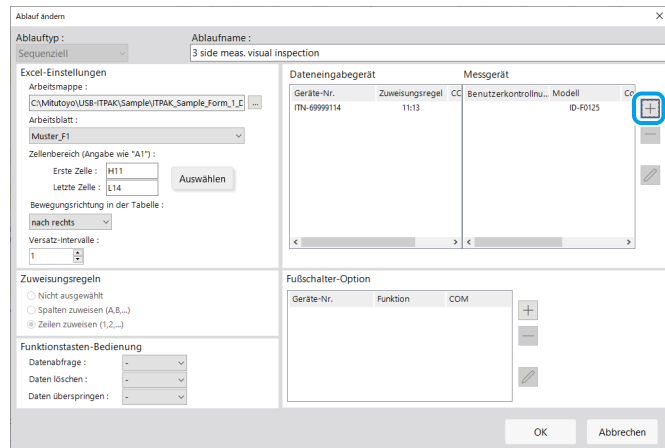 Ablauf ändern
Ablauftyp :
Ablaufname :
Sequenziell
3 side meas. visual inspection
Excel-Einstellungen
Arbeitsmappe :
C:\Mitutoyo\USB-ITPAK\Sample\ITPAK_Sample_Form_1_D
...
Arbeitsblatt :
Muster_F1
Zellenbereich (Angabe wie "A1") :
Erste Zelle : H11
Letzte Zelle : L14
Auswählen
Bewegungsrichtung in der Tabelle :
nach rechts
Versatz-Intervalle :
1
Dateneingabegerät
Messgerät
Geräte-Nr. Zuweisungsregel CC
Benutzerkontrollnu... Modell Co
ITN-69999114 11:13
ID-F0125
Zuweisungsregeln
Nicht ausgewählt
Spalten zuweisen (A,B,...)
Zeilen zuweisen (1,2,...)
Fußschalter-Option
Geräte-Nr. Funktion COM
Funktionstasten-Bedienung
Datenabfrage : -
Daten löschen : -
Daten überspringen : -
OK
Abbrechen